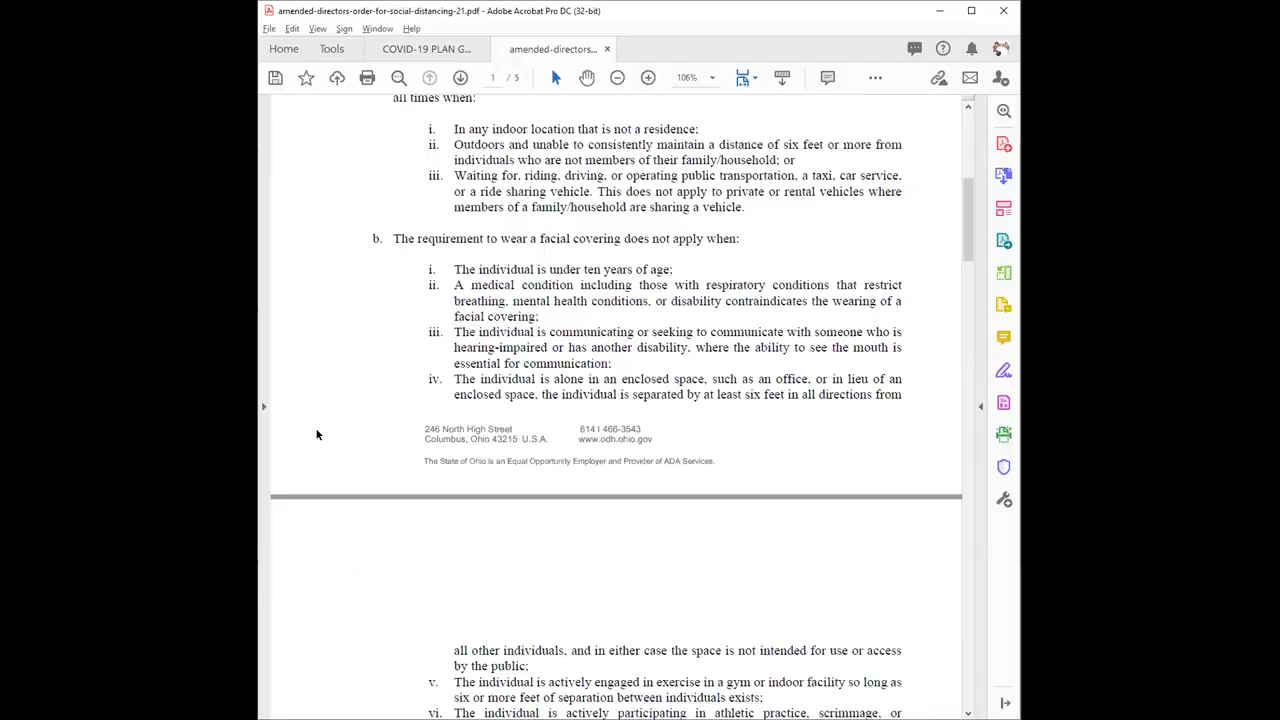 amended-directors-order-for-social-distancing-21.pdf - Adobe Acrobat Pro DC (32-bit)
File Edit View Sign Window Help
Home Tools COVID-19 PLAN G... amended-directors... ×
1 / 5 106%
all times when:
i. In any indoor location that is not a residence;
ii. Outdoors and unable to consistently maintain a distance of six feet or more from
individuals who are not members of their family/household; or
iii. Waiting for, riding, driving, or operating public transportation, a taxi, car service,
or a ride sharing vehicle. This does not apply to private or rental vehicles where
members of a family/household are sharing a vehicle.
b. The requirement to wear a facial covering does not apply when:
i. The individual is under ten years of age;
ii. A medical condition including those with respiratory conditions that restrict
breathing, mental health conditions, or disability contraindicates the wearing of a
facial covering;
iii. The individual is communicating or seeking to communicate with someone who is
hearing-impaired or has another disability, where the ability to see the mouth is
essential for communication;
iv. The individual is alone in an enclosed space, such as an office, or in lieu of an
enclosed space, the individual is separated by at least six feet in all directions from
246 North High Street 614 I 466-3543
Columbus, Ohio 43215 U.S.A. www.odh.ohio.gov
The State of Ohio is an Equal Opportunity Employer and Provider of ADA Services.
all other individuals, and in either case the space is not intended for use or access
by the public;
v. The individual is actively engaged in exercise in a gym or indoor facility so long as
six or more feet of separation between individuals exists;
vi. The individual is actively participating in athletic practice, scrimmage, or